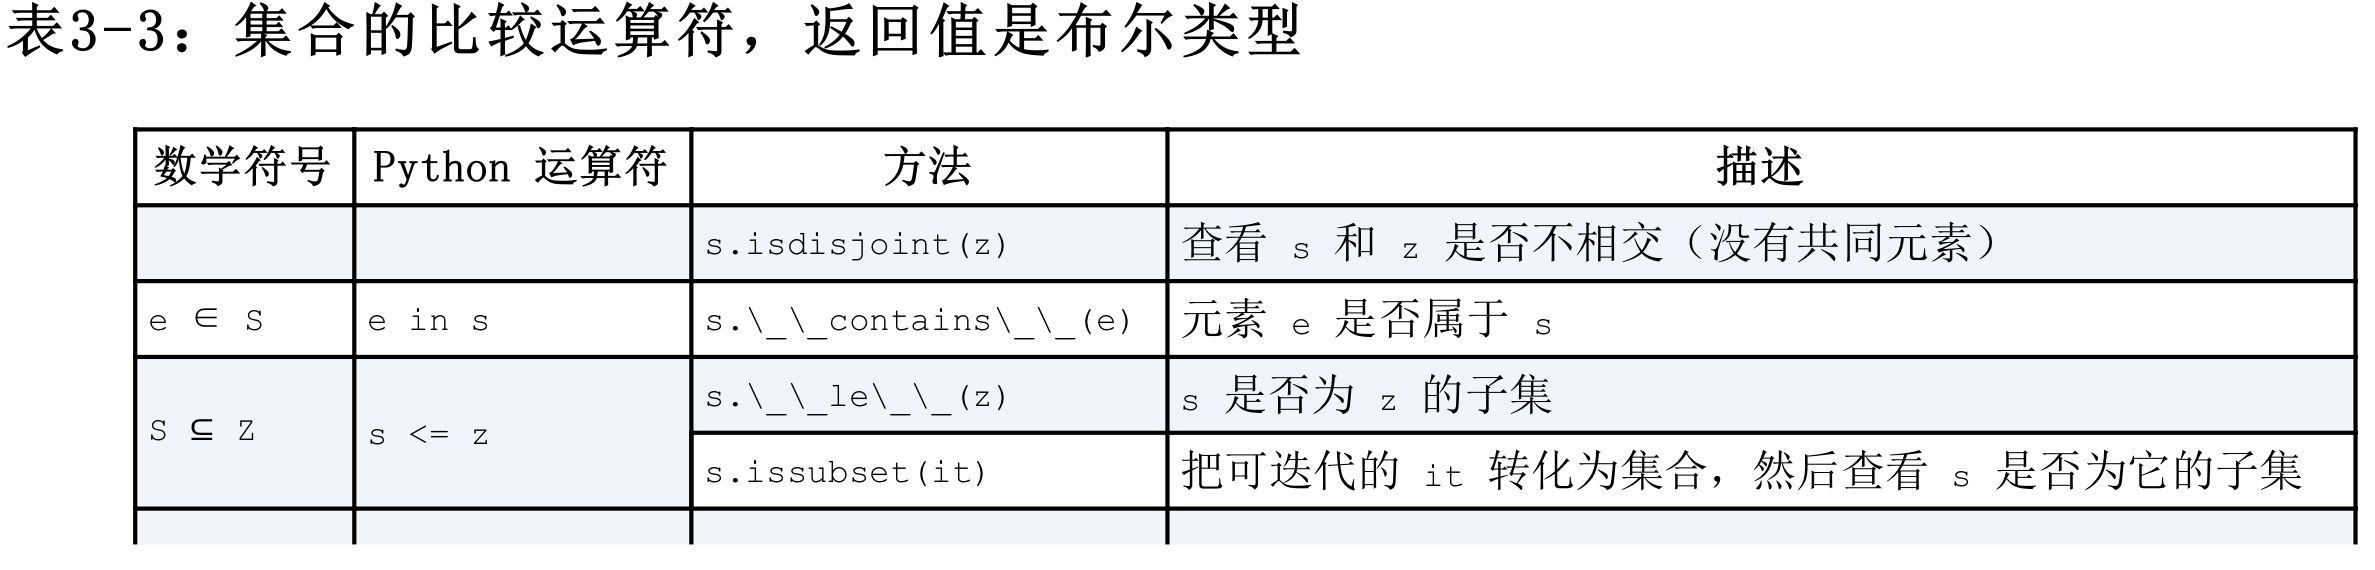 表3-3：集合的比较运算符，返回值是布尔类型
数学符号 Python 运算符 方法 描述
s.isdisjoint(z) 查看 s 和 z 是否不相交（没有共同元素）
e ∈ S e in s s.\_\_contains\_\_(e) 元素 e 是否属于 s
S ⊆ Z s <= z s.\_\_le\_\_(z) s 是否为 z 的子集
s.issubset(it) 把可迭代的 it 转化为集合，然后查看 s 是否为它的子集